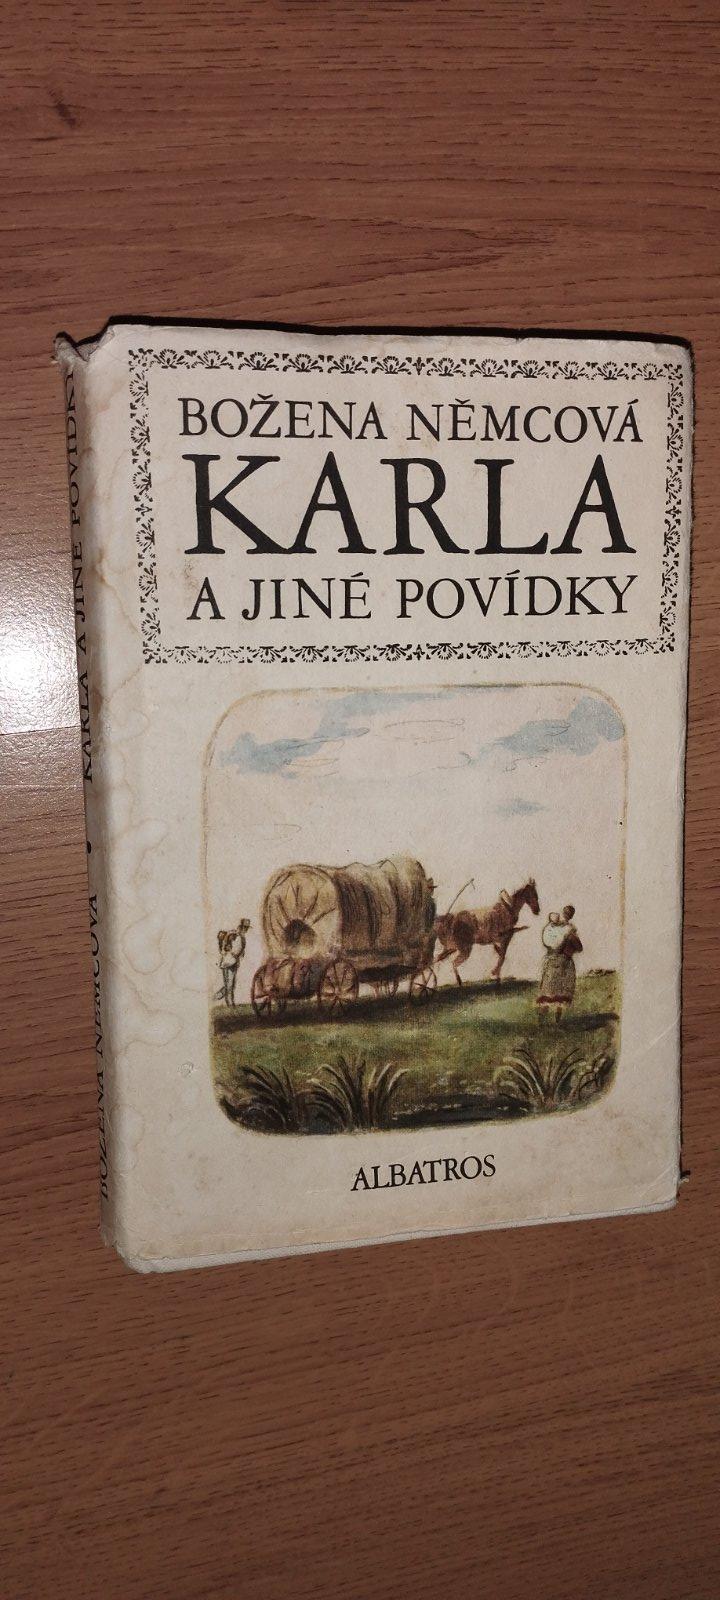 BOŽENA NĚMCOVÁ
KARLA
A JINÉ POVÍDKY
ALBATROS
BOŽENA NĚMCOVÁ • KARLA A JINÉ POVÍDKY